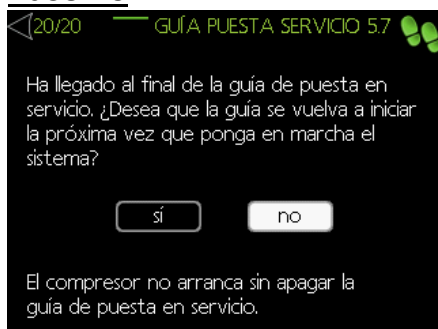 20/20 GUÍA PUESTA SERVICIO 5.7
Ha llegado al final de la guía de puesta en
servicio. ¿Desea que la guía se vuelva a iniciar
la próxima vez que ponga en marcha el
sistema?
sí no
El compresor no arranca sin apagar la
guía de puesta en servicio.